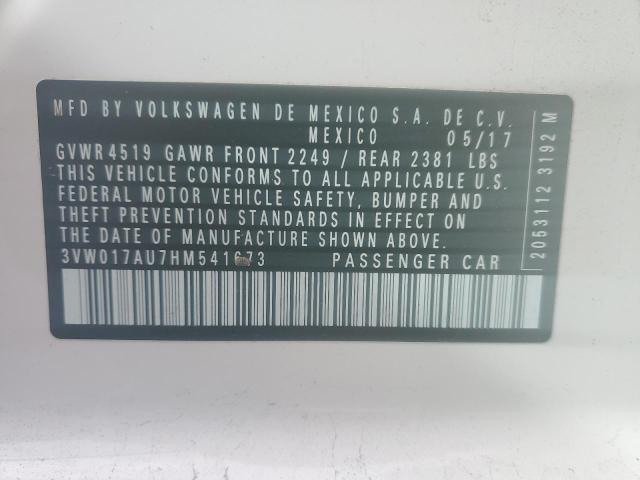 MFD BY VOLKSWAGEN DE MEXICO S.A. DE C.V.
MEXICO 05/17
GVWR 4519 GAWR FRONT 2249 / REAR 2381 LBS
THIS VEHICLE CONFORMS TO ALL APPLICABLE U.S.
FEDERAL MOTOR VEHICLE SAFETY, BUMPER AND
THEFT PREVENTION STANDARDS IN EFFECT ON
THE DATE OF MANUFACTURE SHOWN ABOVE.
3VW017AU7HM541673 PASSENGER CAR
2063112 3192 M